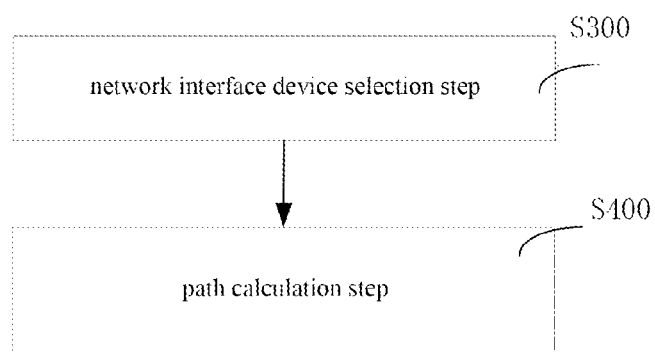 S300
network interface device selection step
S400
path calculation step